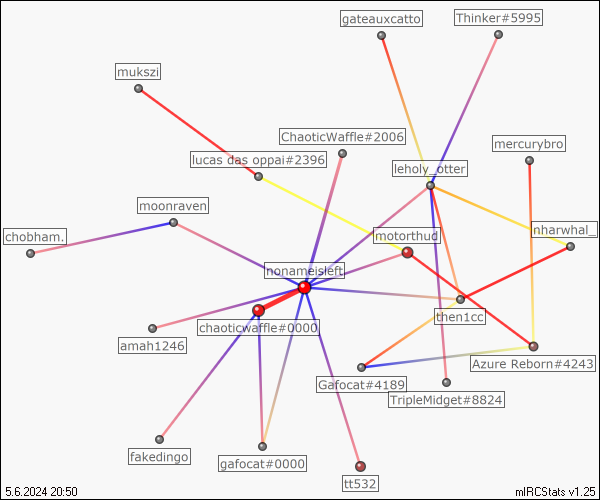 gateauxcatto
Thinker#5995
mukszi
ChaoticWaffle#2006
mercurybro
lucas das oppai#2396
leholy_otter
moonraven
chobham.
motorthud
nharwhal_
nonameisleft
then1cc
chaoticwaffle#0000
amah1246
Azure Reborn#4243
Gafocat#4189
TripleMidget#8824
fakedingo
gafocat#0000
tt532
5.6.2024 20:50
mIRCStats v1.25